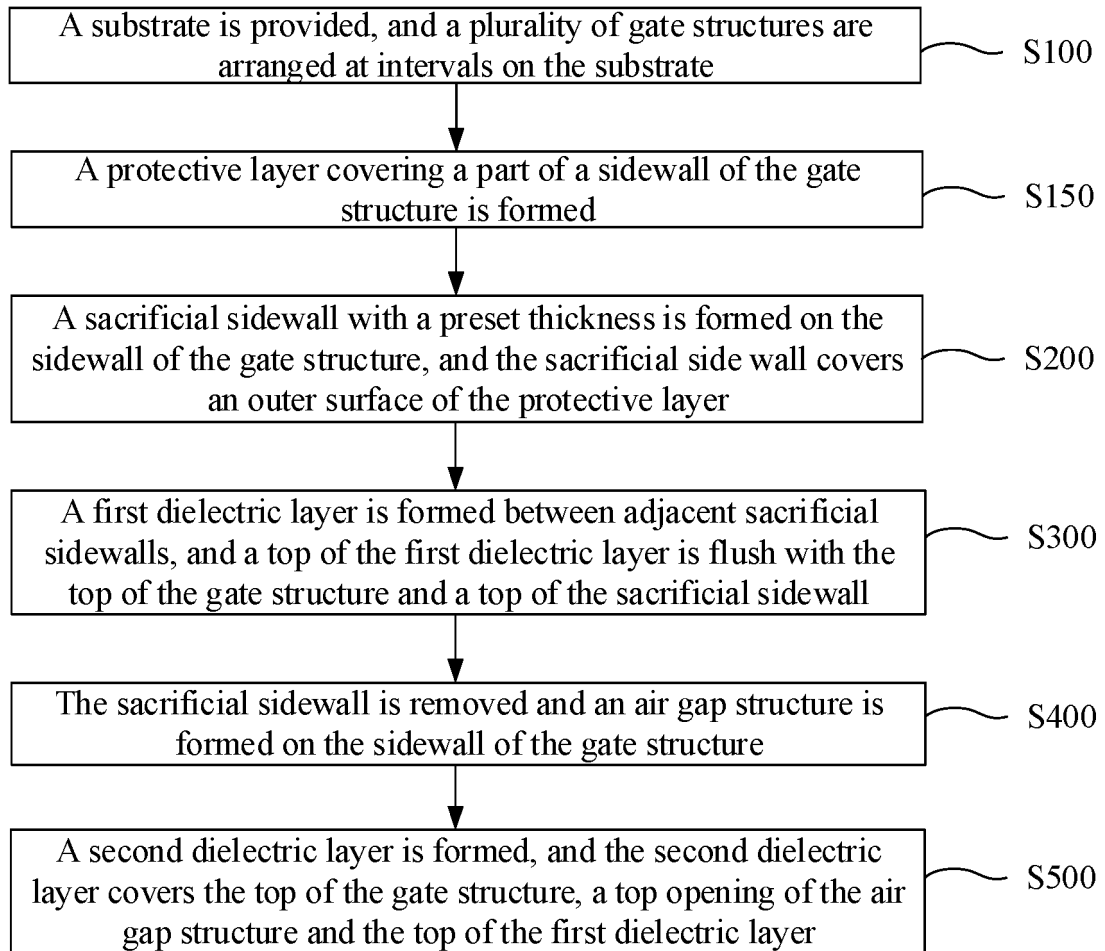 A substrate is provided, and a plurality of gate structures are
arranged at intervals on the substrate
S100
A protective layer covering a part of a sidewall of the gate
structure is formed
S150
A sacrificial sidewall with a preset thickness is formed on the
sidewall of the gate structure, and the sacrificial side wall covers
an outer surface of the protective layer
S200
A first dielectric layer is formed between adjacent sacrificial
sidewalls, and a top of the first dielectric layer is flush with the
top of the gate structure and a top of the sacrificial sidewall
S300
The sacrificial sidewall is removed and an air gap structure is
formed on the sidewall of the gate structure
S400
A second dielectric layer is formed, and the second dielectric
layer covers the top of the gate structure, a top opening of the air
gap structure and the top of the first dielectric layer
S500